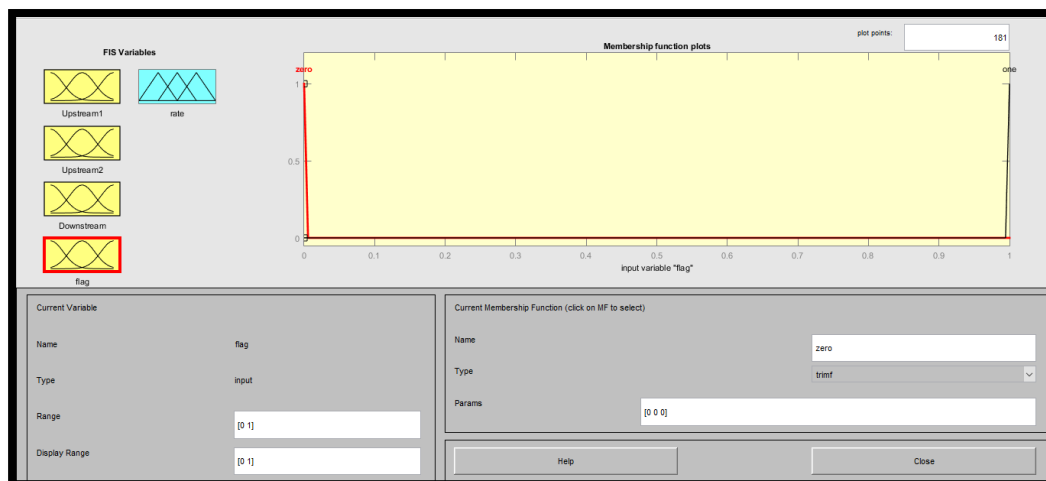 FIS Variables
Upstream1
rate
Upstream2
Downstream
flag
plot points:
181
Membership function plots
zero
one
1
0.5
0
0
0.1
0.2
0.3
0.4
0.5
0.6
0.7
0.8
0.9
1
input variable "flag"
Current Variable
Name
flag
Type
input
Range
[0 1]
Display Range
[0 1]
Current Membership Function (click on MF to select)
Name
zero
Type
trimf
Params
[0 0 0]
Help
Close